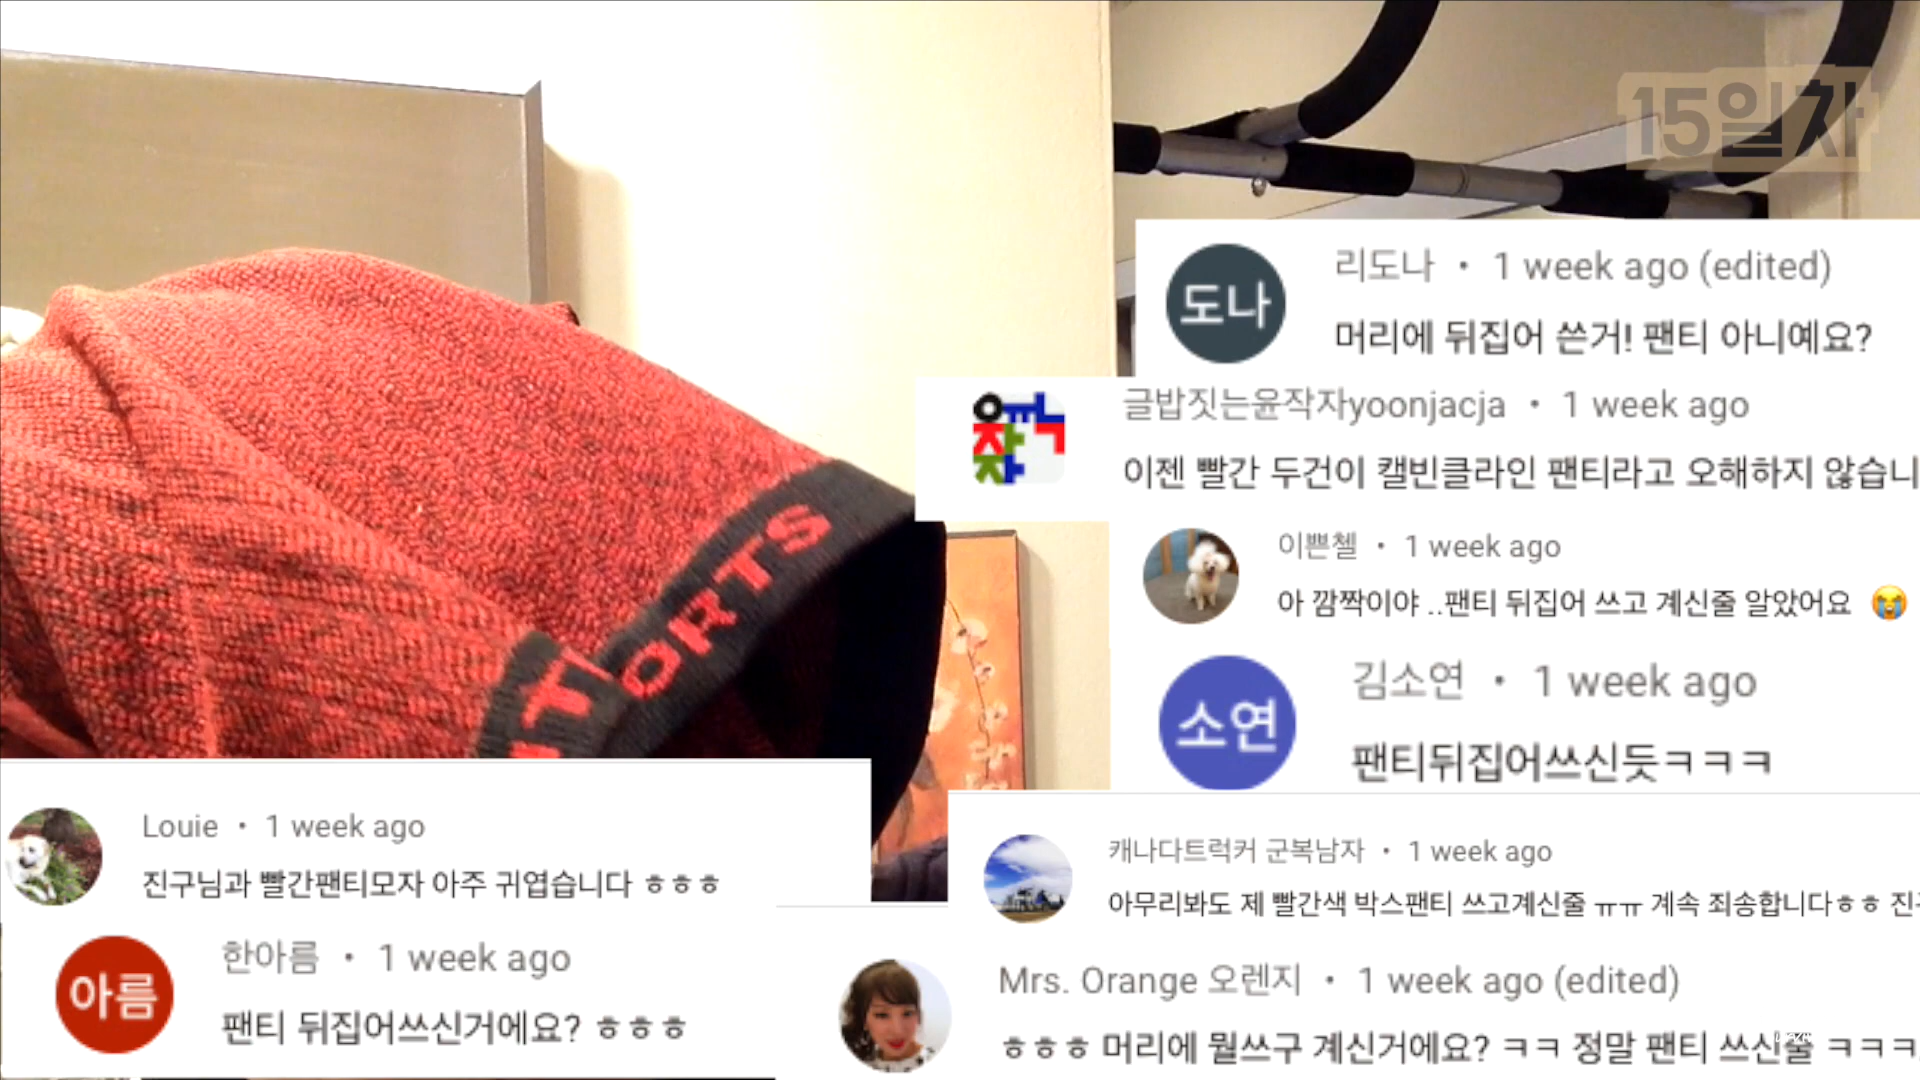 15일차
도나
리도나 • 1 week ago (edited)
머리에 뒤집어 쓴거! 팬티 아니예요?
윤작까
글밥짓는윤작자yoonjacja • 1 week ago
이젠 빨간 두건이 캘빈클라인 팬티라고 오해하지 않습니
이쁜첼 • 1 week ago
아 깜짝이야 ..팬티 뒤집어 쓰고 계신줄 알았어요 😭
소연
김소연 • 1 week ago
팬티뒤집어쓰신듯ㅋㅋㅋ
ORTS
Louie • 1 week ago
진구님과 빨간팬티모자 아주 귀엽습니다 ㅎㅎㅎ
아름
한아름 • 1 week ago
팬티 뒤집어쓰신거에요? ㅎㅎㅎ
캐나다트럭커 군복남자 • 1 week ago
아무리봐도 제 빨간색 박스팬티 쓰고계신줄 ㅠㅠ 계속 죄송합니다ㅎㅎ 진
Mrs. Orange 오렌지 • 1 week ago (edited)
ㅎㅎㅎ 머리에 뭘쓰구 계신거에요? ㅋㅋ 정말 팬티 쓰신줄 ㅋㅋㅋ